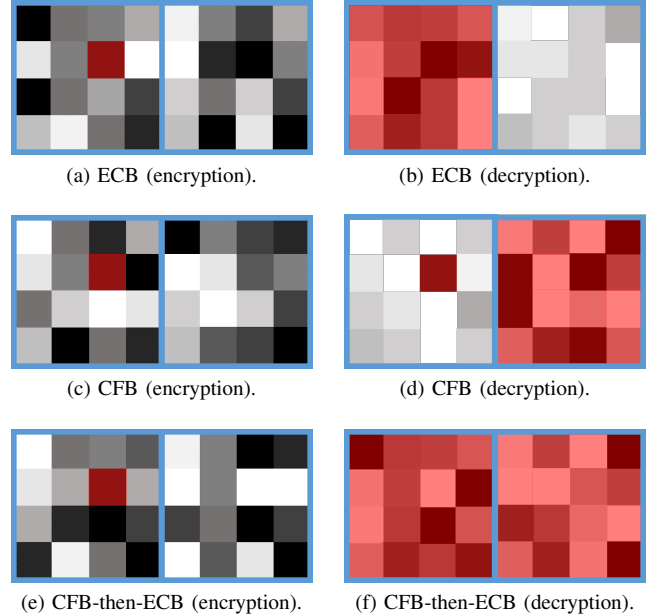 (a) ECB (encryption).
(b) ECB (decryption).
(c) CFB (encryption).
(d) CFB (decryption).
(e) CFB-then-ECB (encryption).
(f) CFB-then-ECB (decryption).